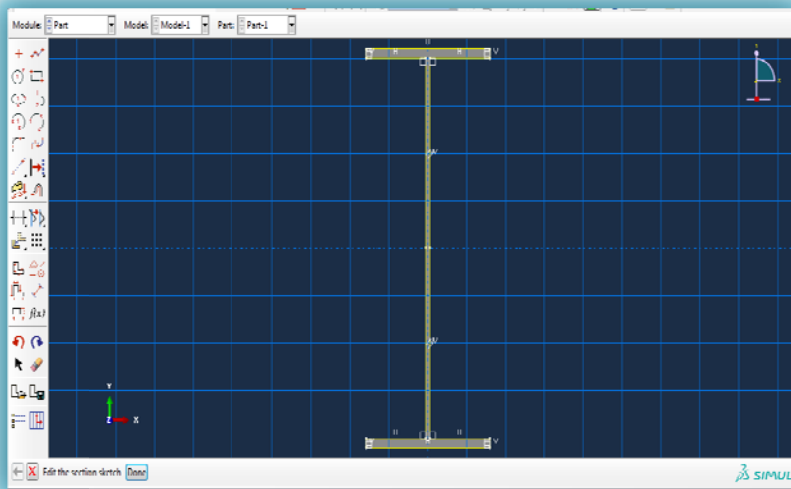 Module: Part Model: Model-1 Part: Part-1
f(x)
Y
Z X
Edit the section sketch Done
SIMUL